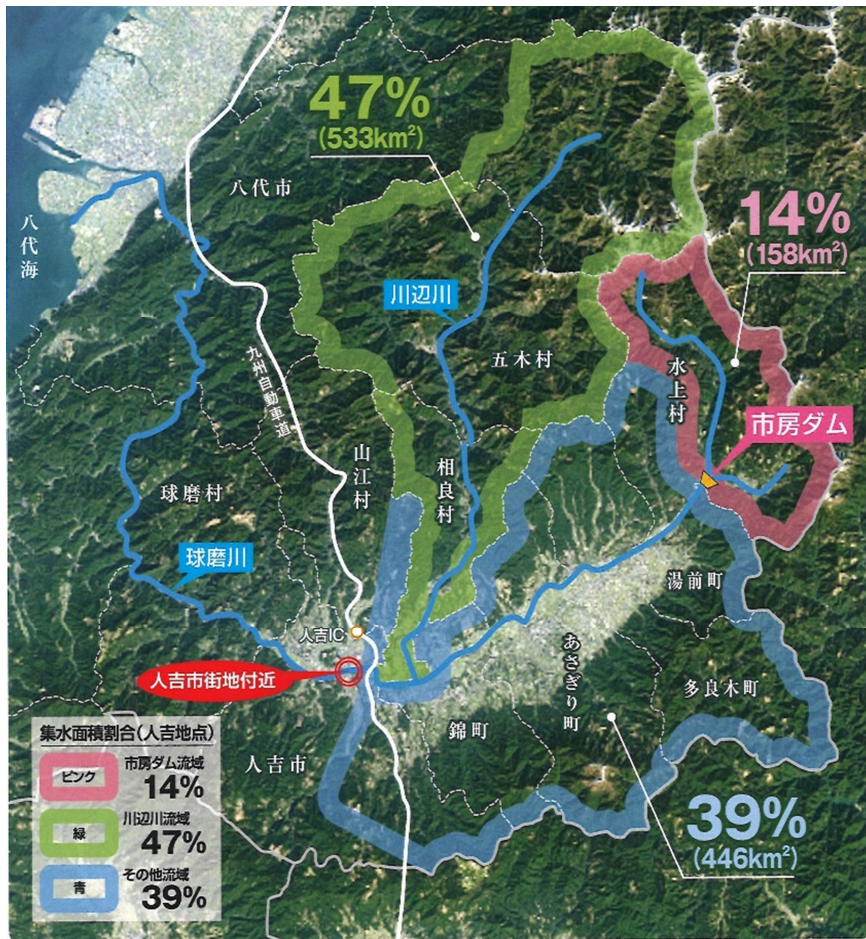 47%
(533km²)
八代市
八代海
14%
(158km²)
川辺川
五木村
水上村
九州自動車道
市房ダム
山江村
相良村
球磨村
球磨川
湯前町
人吉IC
あさぎり町
人吉市街地付近
多良木町
錦町
人吉市
39%
(446km²)
集水面積割合(人吉地点)
ピンク
市房ダム流域
14%
緑
川辺川流域
47%
青
その他流域
39%